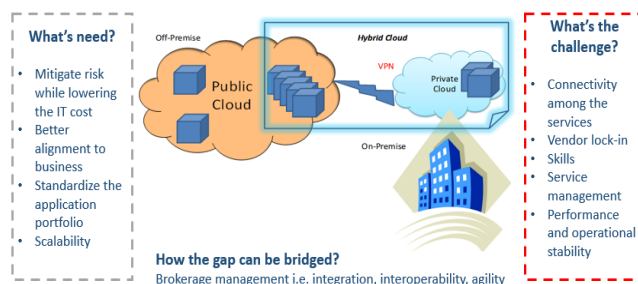 What's need?
• Mitigate risk
while lowering
the IT cost
• Better
alignment to
business
• Standardize the
application
portfolio
• Scalability
Off-Premise
Public
Cloud
Hybrid Cloud
VPN
Private
Cloud
On-Premise
What's the
challenge?
• Connectivity
among the
services
• Vendor lock-in
• Skills
• Service
management
• Performance
and operational
stability
How the gap can be bridged?
Brokerage management i.e. integration, interoperability, agility